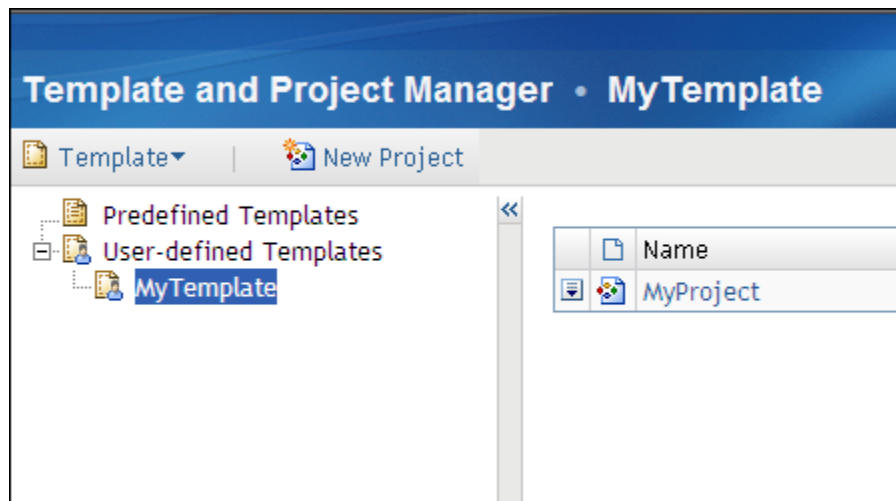 Template and Project Manager • MyTemplate
Template
New Project
Predefined Templates
User-defined Templates
MyTemplate
Name
MyProject